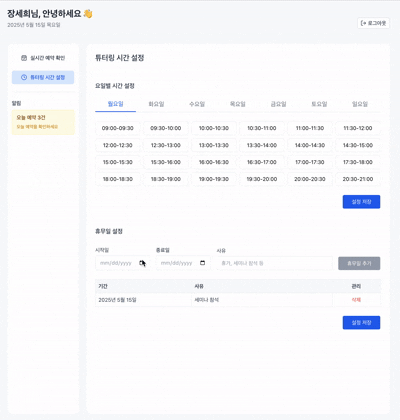 장세희님, 안녕하세요 👋
2025년 5월 15일 목요일
로그아웃
실시간 예약 확인
튜터링 시간 설정
알림
오늘 예약 3건
오늘 예약을 확인하세요
튜터링 시간 설정
요일별 시간 설정
월요일 화요일 수요일 목요일 금요일 토요일 일요일
09:00-09:30 09:30-10:00 10:00-10:30 10:30-11:00 11:00-11:30 11:30-12:00
12:00-12:30 12:30-13:00 13:00-13:30 13:30-14:00 14:00-14:30 14:30-15:00
15:00-15:30 15:30-16:00 16:00-16:30 16:30-17:00 17:00-17:30 17:30-18:00
18:00-18:30 18:30-19:00 19:00-19:30 19:30-20:00 20:00-20:30 20:30-21:00
설정 저장
휴무일 설정
시작일 종료일 사유
mm/dd/yyyy mm/dd/yyyy 휴가, 세미나 참석 등 휴무일 추가
기간 사유 관리
2025년 5월 15일 세미나 참석 삭제
설정 저장